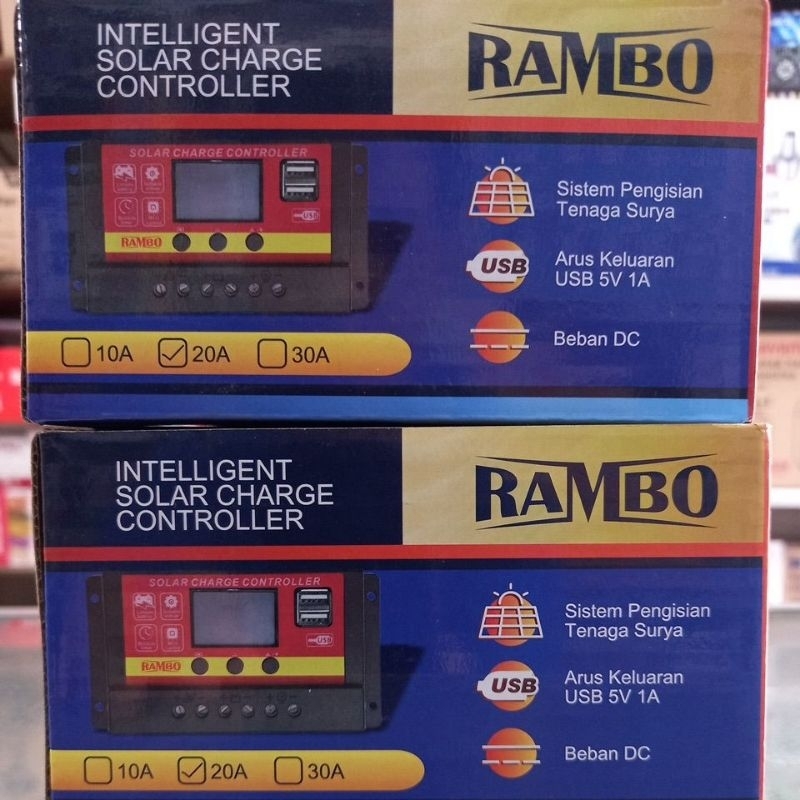 INTELLIGENT
SOLAR CHARGE
CONTROLLER
RAMBO
SOLAR CHARGE CONTROLLER
USB
RAMBO
Sistem Pengisian
Tenaga Surya
USB
Arus Keluaran
USB 5V 1A
Beban DC
10A 20A 30A
INTELLIGENT
SOLAR CHARGE
CONTROLLER
RAMBO
SOLAR CHARGE CONTROLLER
USB
RAMBO
Sistem Pengisian
Tenaga Surya
USB
Arus Keluaran
USB 5V 1A
Beban DC
10A 20A 30A